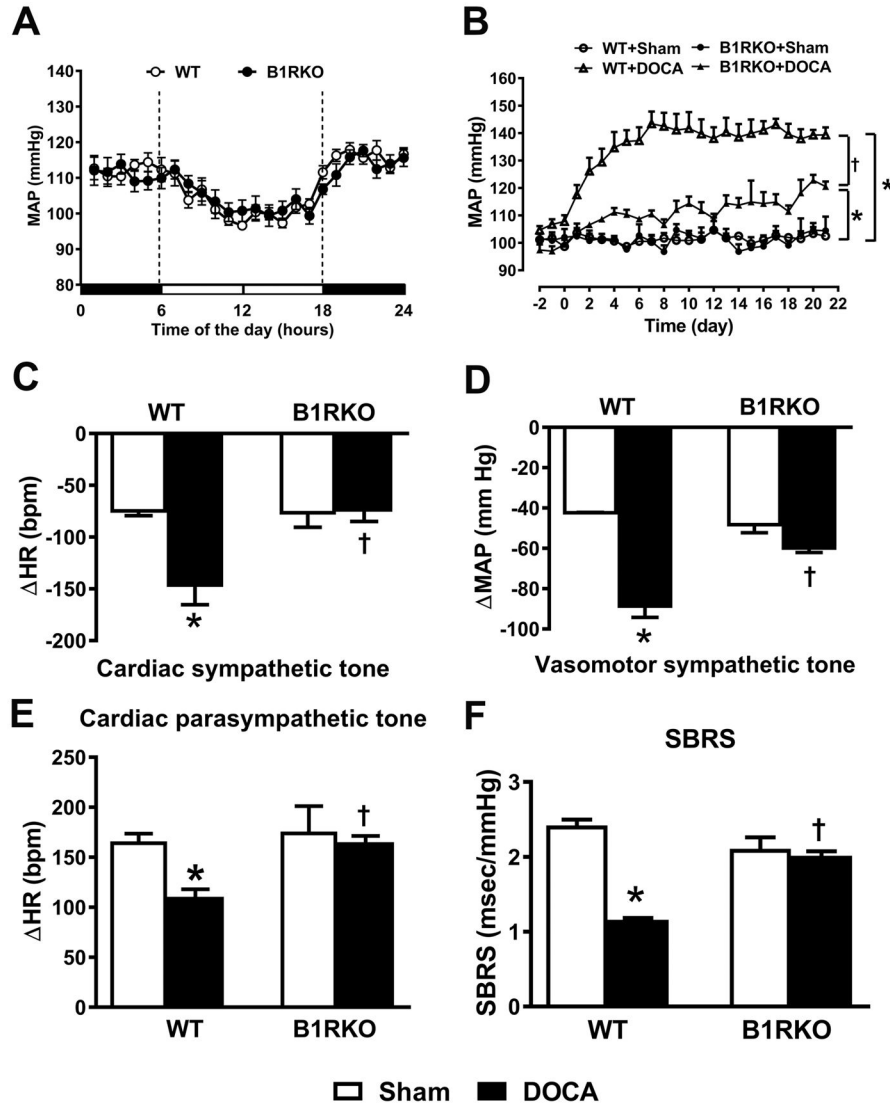 A
WT B1RKO
140
130
120
110
100
90
80
MAP (mmHg)
0 6 12 18 24
Time of the day (hours)
B
WT+Sham B1RKO+Sham
WT+DOCA B1RKO+DOCA
160
150
140
130
120
110
100
90
MAP (mmHg)
†
*
*
-2 0 2 4 6 8 10 12 14 16 18 20 22
Time (day)
C
WT B1RKO
0
-50
-100
-150
-200
ΔHR (bpm)
*
†
Cardiac sympathetic tone
D
WT B1RKO
0
-20
-40
-60
-80
-100
ΔMAP (mm Hg)
*
†
Vasomotor sympathetic tone
E
Cardiac parasympathetic tone
250
200
150
100
50
0
ΔHR (bpm)
*
†
WT B1RKO
F
SBRS
3
2
1
0
SBRS (msec/mmHg)
*
†
WT B1RKO
Sham DOCA